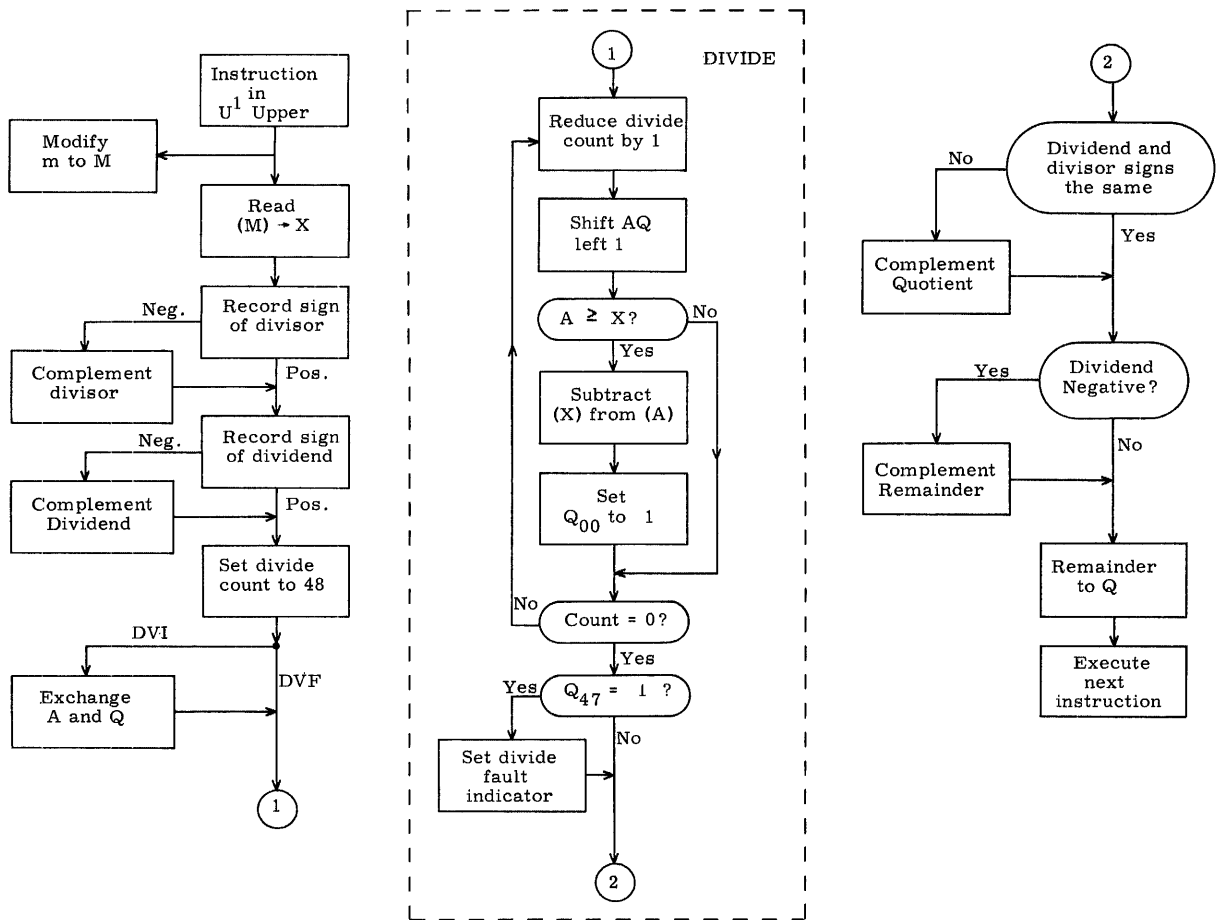 Instruction
in
U1 Upper
Modify
m to M
Read
(M) → X
Record sign
of divisor
Neg.
Complement
divisor
Pos.
Record sign
of dividend
Neg.
Complement
Dividend
Pos.
Set divide
count to 48
DVI
DVF
Exchange
A and Q
1
1
DIVIDE
Reduce divide
count by 1
Shift AQ
left 1
A ≥ X?
No
Yes
Subtract
(X) from (A)
Set
Q00 to 1
No
Count = 0?
Yes
Yes
Q47 = 1 ?
No
Set divide
fault
indicator
2
2
No
Dividend and
divisor signs
the same
Yes
Complement
Quotient
Yes
Dividend
Negative?
No
Complement
Remainder
Remainder
to Q
Execute
next
instruction